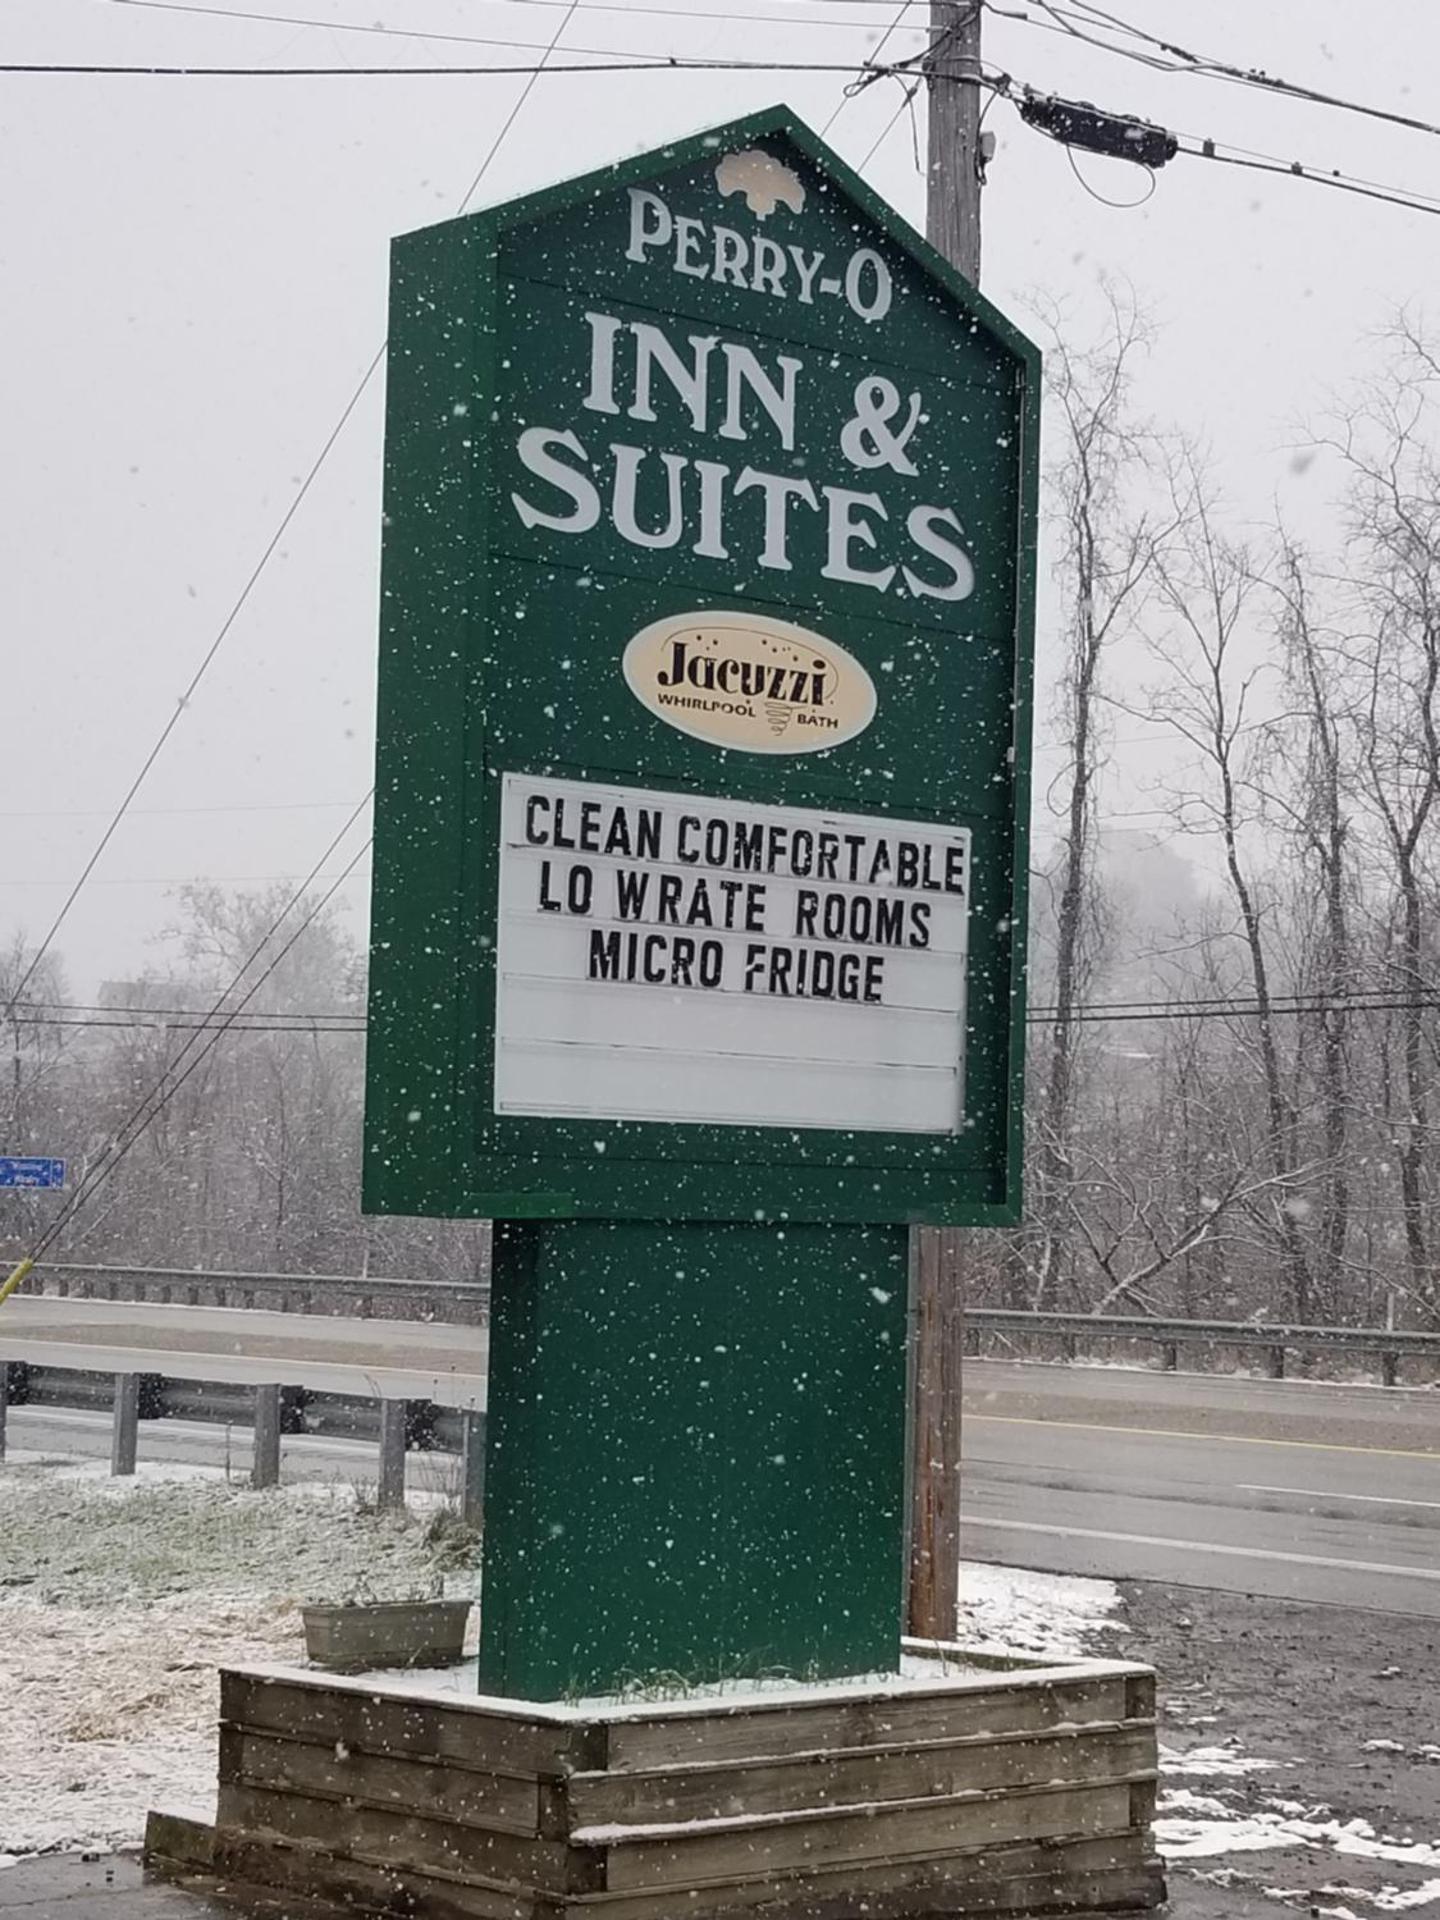 PERRY-O
INN &
SUITES
Jacuzzi
WHIRLPOOL BATH
CLEAN COMFORTABLE
LO WRATE ROOMS
MICRO FRIDGE